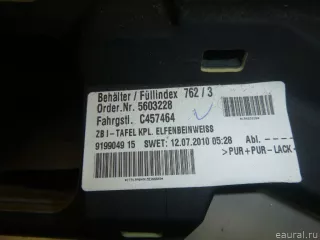 Behälter / Füllindex 762 / 3
Order.Nr. 5603228
Fahrgstl. C457464
ZB I-TAFEL KPL. ELFENBEINWEISS
9199049 15 SWET: 12.07.2010 05:28 Abl. ----
>PUR+PUR-LACK
eaural.ru